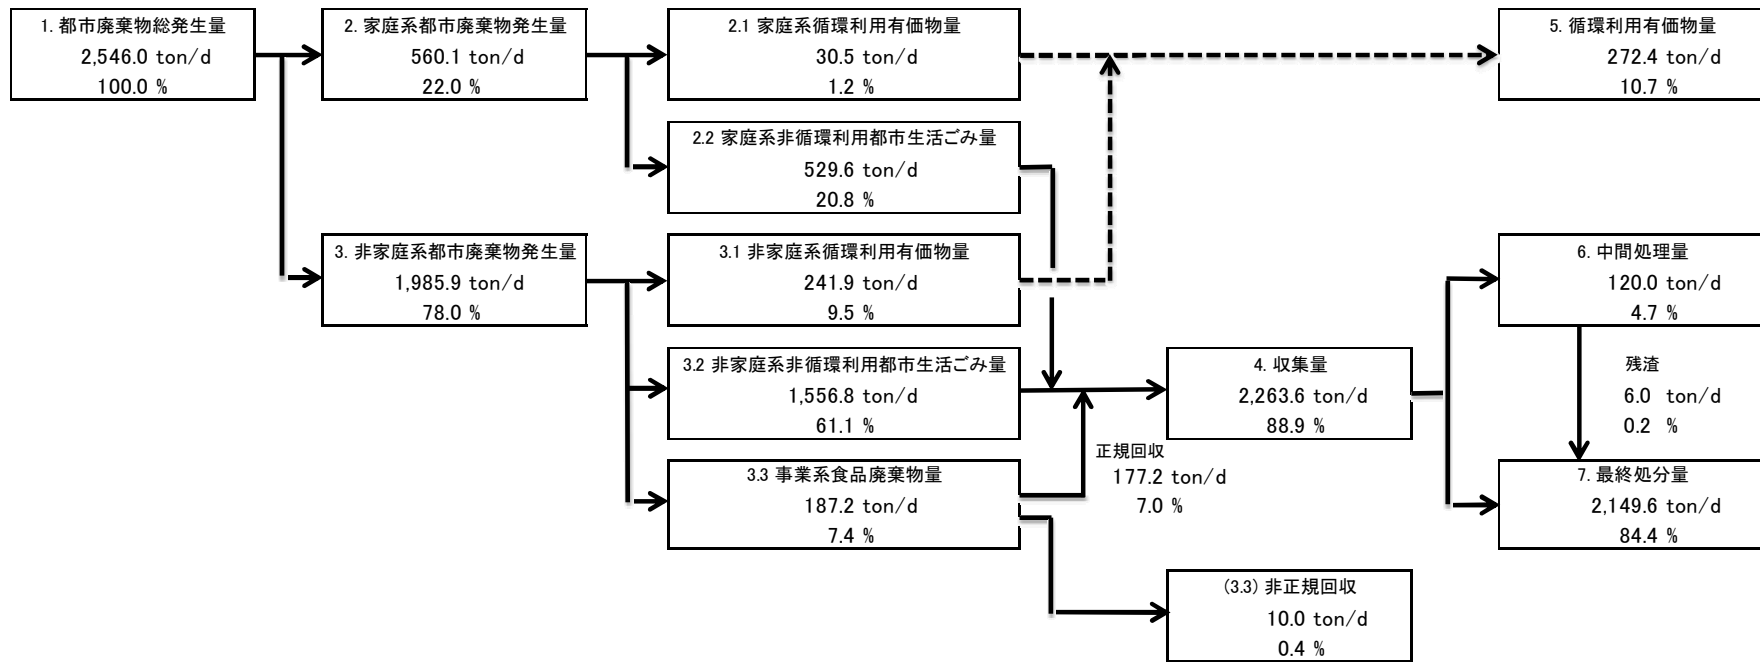 1. 都市廃棄物総発生量
2,546.0 ton/d
100.0 %
2. 家庭系都市廃棄物発生量
560.1 ton/d
22.0 %
2.1 家庭系循環利用有価物量
30.5 ton/d
1.2 %
5. 循環利用有価物量
272.4 ton/d
10.7 %
2.2 家庭系非循環利用都市生活ごみ量
529.6 ton/d
20.8 %
3. 非家庭系都市廃棄物発生量
1,985.9 ton/d
78.0 %
3.1 非家庭系循環利用有価物量
241.9 ton/d
9.5 %
6. 中間処理量
120.0 ton/d
4.7 %
3.2 非家庭系非循環利用都市生活ごみ量
1,556.8 ton/d
61.1 %
4. 収集量
2,263.6 ton/d
88.9 %
残渣
6.0 ton/d
0.2 %
3.3 事業系食品廃棄物量
187.2 ton/d
7.4 %
正規回収
177.2 ton/d
7.0 %
7. 最終処分量
2,149.6 ton/d
84.4 %
(3.3) 非正規回収
10.0 ton/d
0.4 %